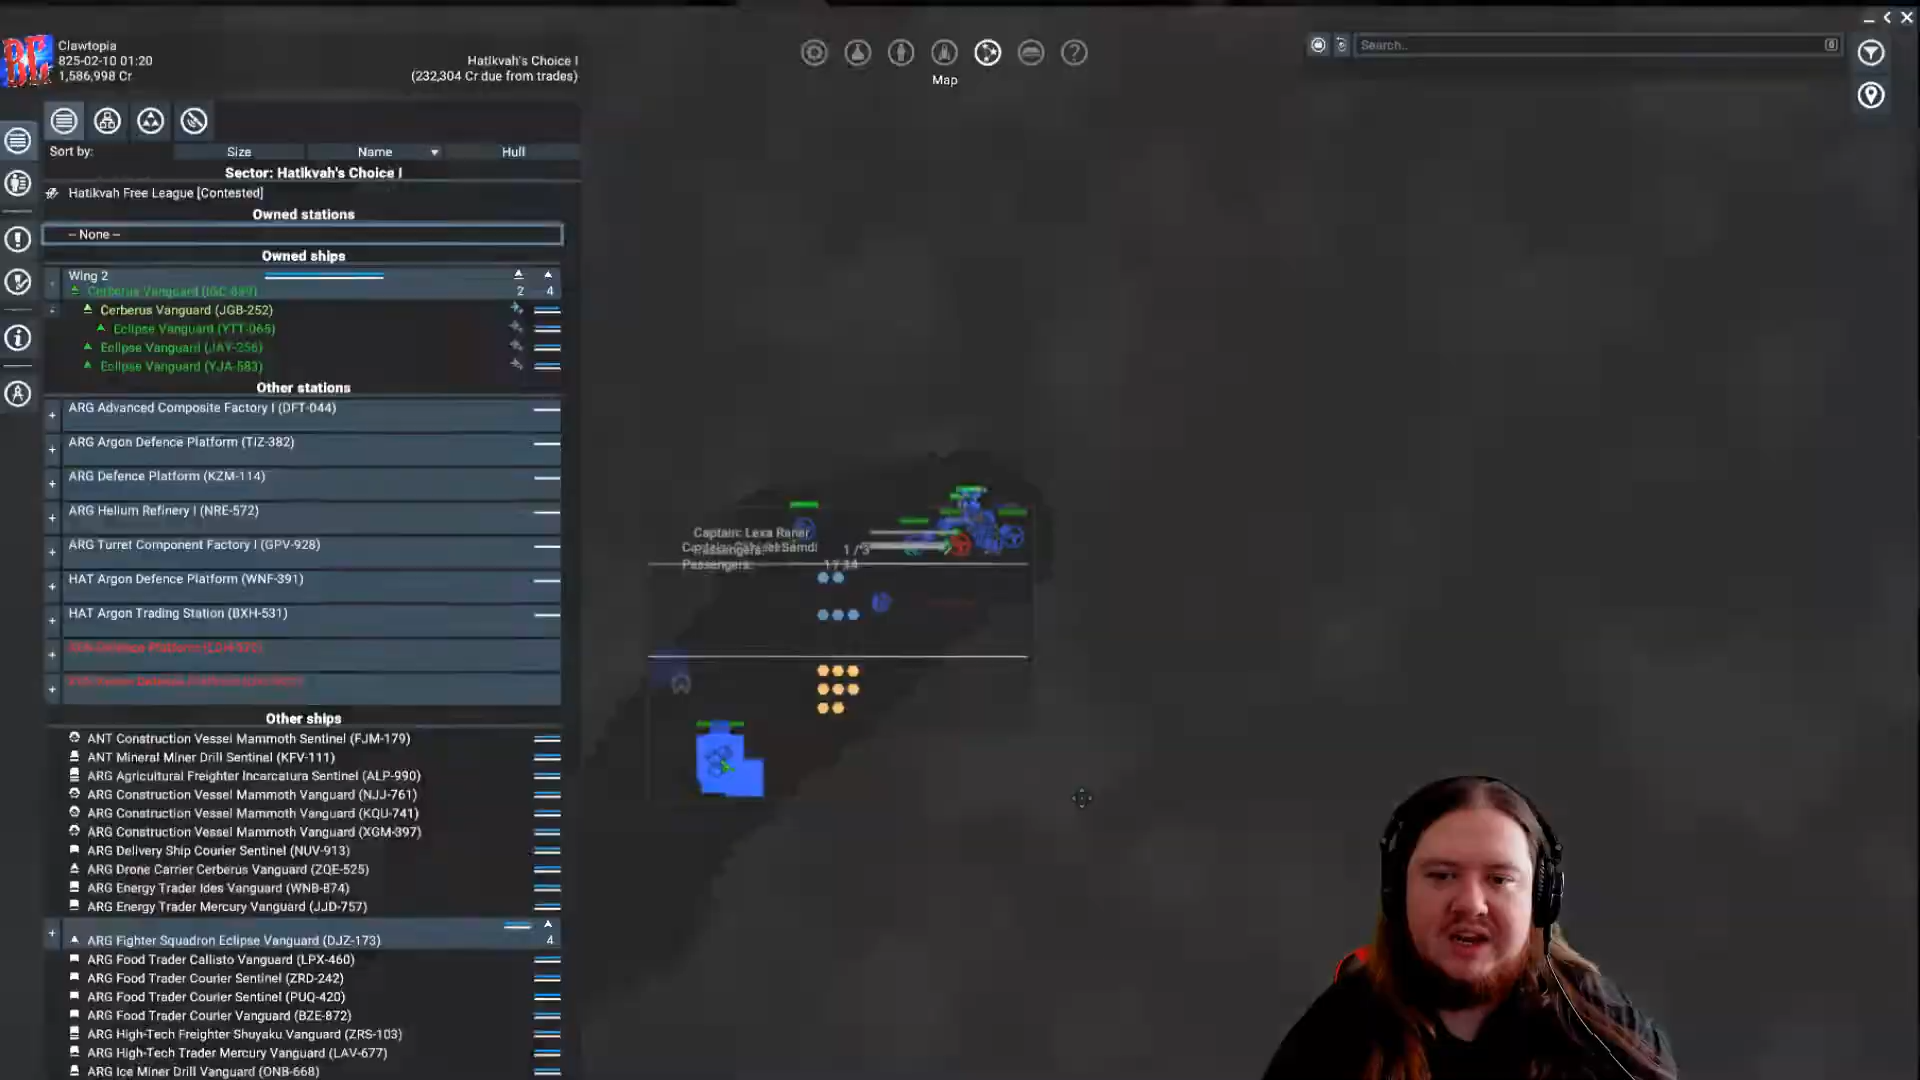 Clawtopia
825-02-10 01:20
1,586,998 Cr
Hatikvah's Choice I
(232,304 Cr due from trades)
Map
Search..
Sort by:
Size
Name
Hull
Sector: Hatikvah's Choice I
Hatikvah Free League [Contested]
Owned stations
– None –
Owned ships
Wing 2
Cerberus Vanguard (IGC-899)
2 4
Cerberus Vanguard (JGB-252)
Eclipse Vanguard (YTT-065)
Eclipse Vanguard (JAY-256)
Eclipse Vanguard (YJA-583)
Other stations
ARG Advanced Composite Factory I (DFT-044)
ARG Argon Defence Platform (TIZ-382)
ARG Defence Platform (KZM-114)
ARG Helium Refinery I (NRE-572)
ARG Turret Component Factory I (GPV-928)
HAT Argon Defence Platform (WNF-391)
HAT Argon Trading Station (BXH-531)
Defence Platform
Xenon Defence Platform
Captain: Lexa Ranar
1 / 3
Passengers:
Other ships
ANT Construction Vessel Mammoth Sentinel (FJM-179)
ANT Mineral Miner Drill Sentinel (KFV-111)
ARG Agricultural Freighter Incarcatura Sentinel (ALP-990)
ARG Construction Vessel Mammoth Vanguard (NJJ-761)
ARG Construction Vessel Mammoth Vanguard (KQU-741)
ARG Construction Vessel Mammoth Vanguard (XGM-397)
ARG Delivery Ship Courier Sentinel (NUV-913)
ARG Drone Carrier Cerberus Vanguard (ZQE-525)
ARG Energy Trader Ides Vanguard (WNB-874)
ARG Energy Trader Mercury Vanguard (JJD-757)
ARG Fighter Squadron Eclipse Vanguard (DJZ-173)
4
ARG Food Trader Callisto Vanguard (LPX-460)
ARG Food Trader Courier Sentinel (ZRD-242)
ARG Food Trader Courier Sentinel (PUQ-420)
ARG Food Trader Courier Vanguard (BZE-872)
ARG High-Tech Freighter Shuyaku Vanguard (ZRS-103)
ARG High-Tech Trader Mercury Vanguard (LAV-677)
ARG Ice Miner Drill Vanguard (ONB-668)